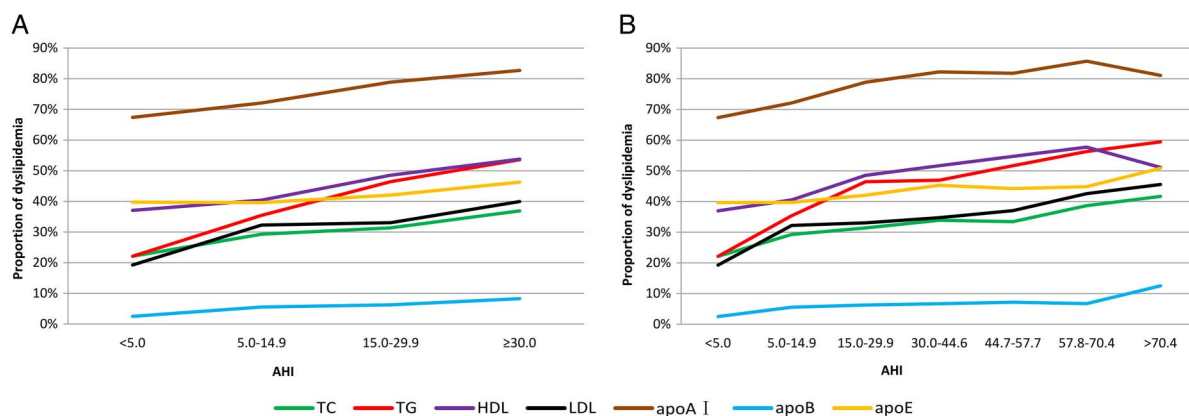 A
Proportion of dyslipidemia
90%
80%
70%
60%
50%
40%
30%
20%
10%
0%
<5.0 5.0-14.9 15.0-29.9 ≥30.0
AHI
B
Proportion of dyslipidemia
90%
80%
70%
60%
50%
40%
30%
20%
10%
0%
<5.0 5.0-14.9 15.0-29.9 30.0-44.6 44.7-57.7 57.8-70.4 >70.4
AHI
TC TG HDL LDL apoA Ⅰ apoB apoE